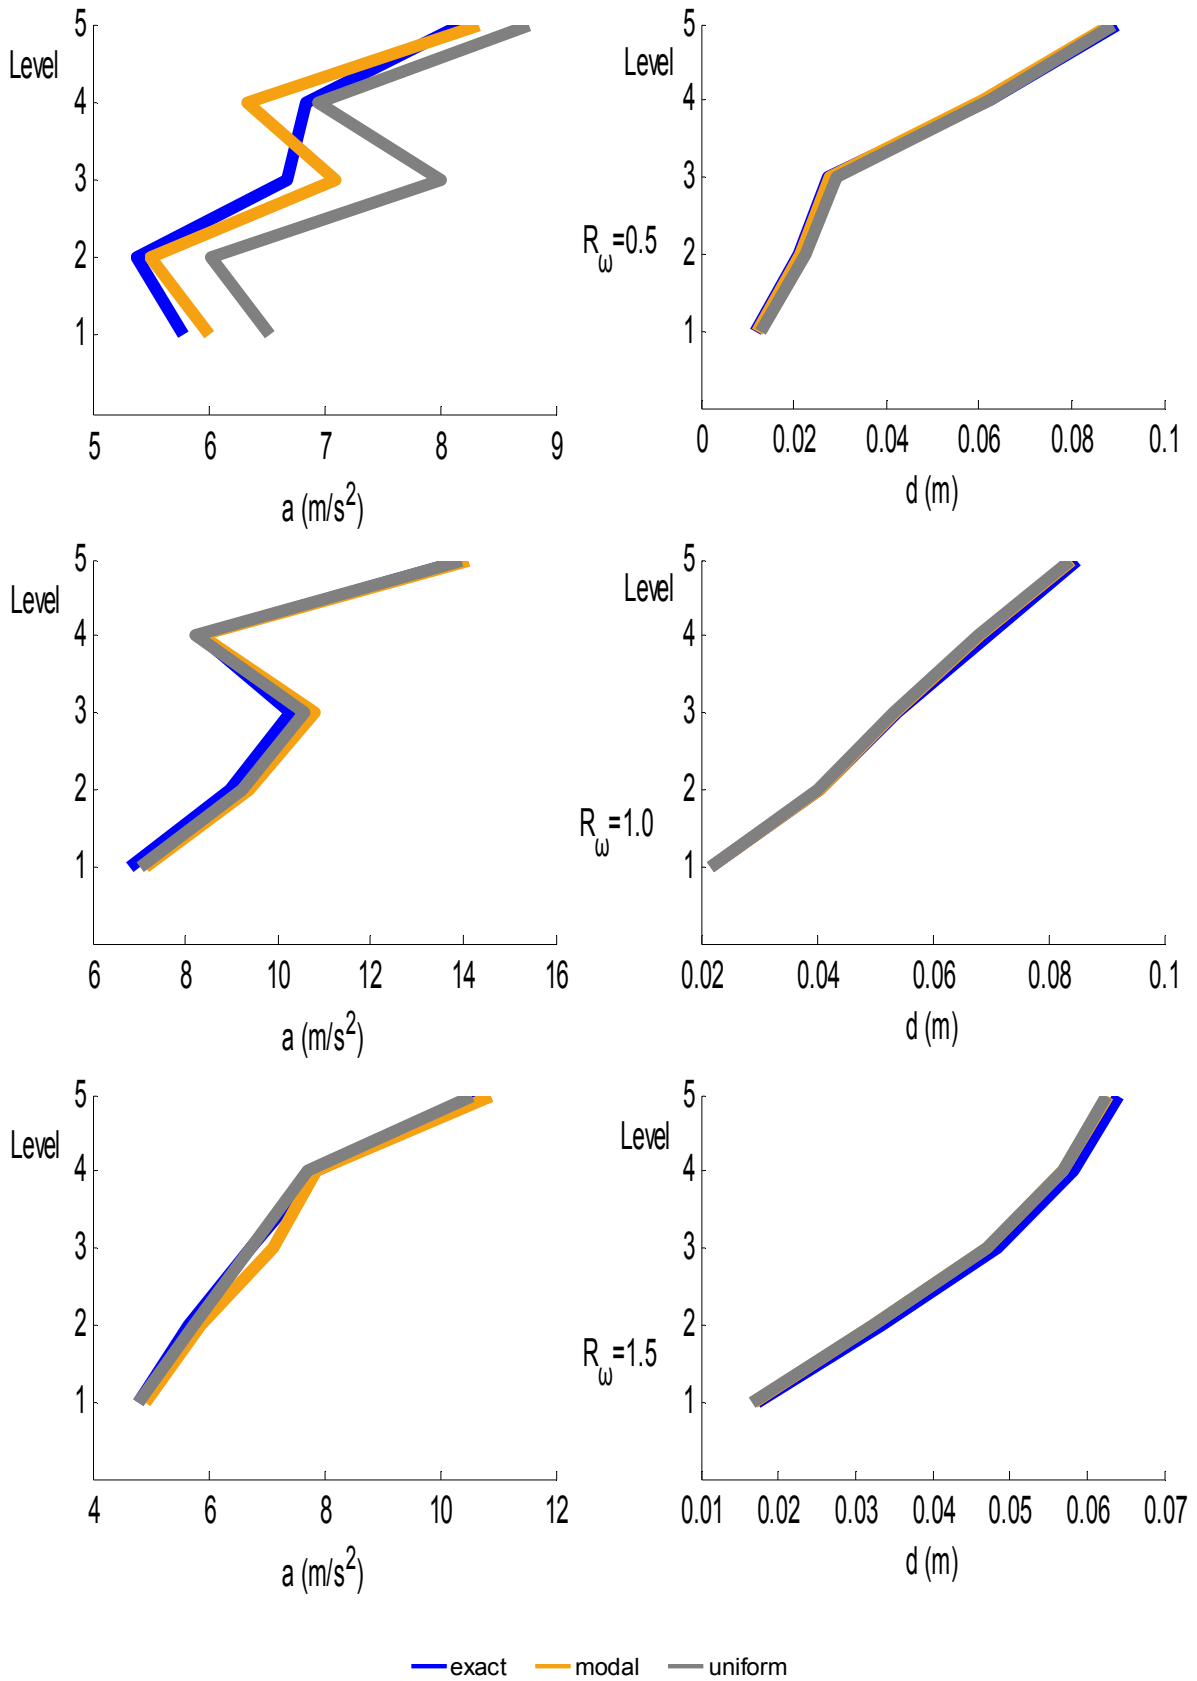 5
Level
4
3
2
1
5 6 7 8 9
a (m/s²)
5
Level
4
3
R_ω=0.5
2
1
0 0.02 0.04 0.06 0.08 0.1
d (m)
5
Level
4
3
2
1
6 8 10 12 14 16
a (m/s²)
5
Level
4
3
2
R_ω=1.0
1
0.02 0.04 0.06 0.08 0.1
d (m)
5
Level
4
3
2
1
4 6 8 10 12
a (m/s²)
5
Level
4
3
2
R_ω=1.5
1
0.01 0.02 0.03 0.04 0.05 0.06 0.07
d (m)
exact modal uniform